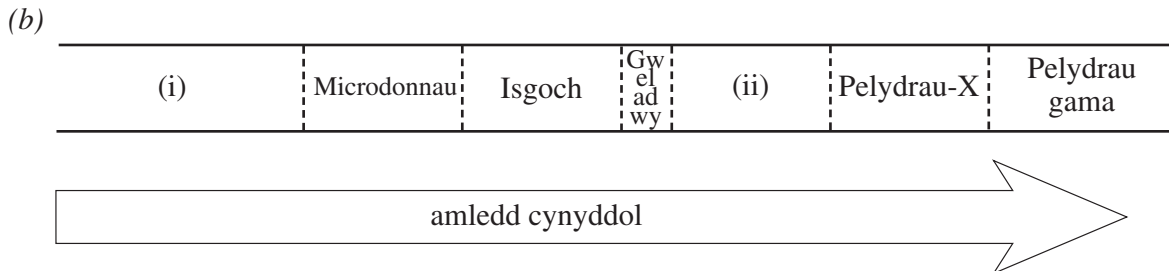 (b)
(i) Microdonnau Isgoch Gw el ad wy (ii) Pelydrau-X Pelydrau gama
amledd cynyddol